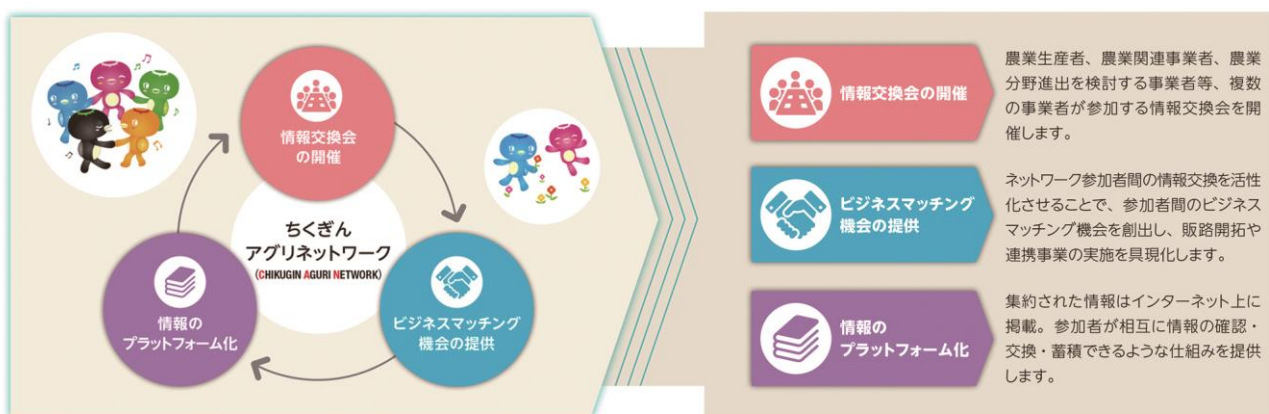 情報交換会
の開催
ちくぎん
アグリネットワーク
(CHIKUGIN AGURI NETWORK)
情報の
プラットフォーム化
ビジネスマッチング
機会の提供
情報交換会の開催
農業生産者、農業関連事業者、農業
分野進出を検討する事業者等、複数
の事業者が参加する情報交換会を開
催します。
ビジネスマッチング
機会の提供
ネットワーク参加者間の情報交換を活性
化させることで、参加者間のビジネス
マッチング機会を創出し、販路開拓や
連携事業の実施を具現化します。
情報の
プラットフォーム化
集約された情報はインターネット上に
掲載。参加者が相互に情報の確認・
交換・蓄積できるような仕組みを提供
します。